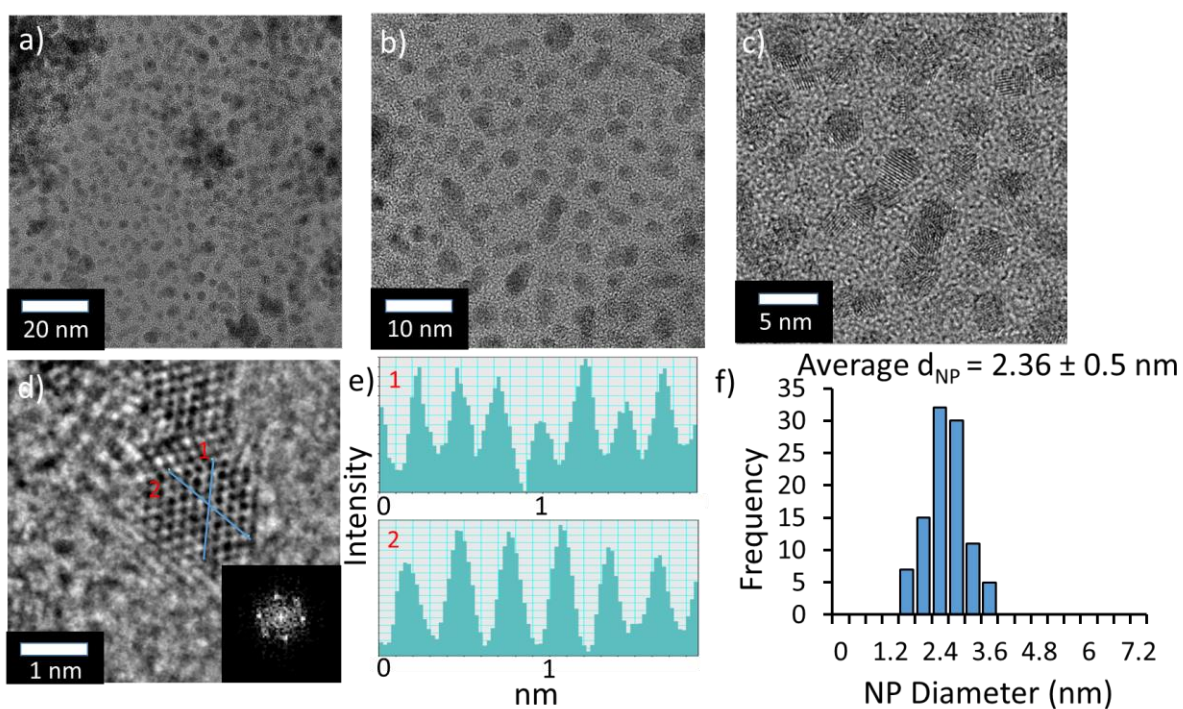 a)
20 nm
b)
10 nm
c)
5 nm
d)
1
2
1 nm
e)
1
0
1
2
0
1
Intensity
nm
f)
Average dNP = 2.36 ± 0.5 nm
35
30
25
20
15
10
5
0
Frequency
0 1.2 2.4 3.6 4.8 6 7.2
NP Diameter (nm)